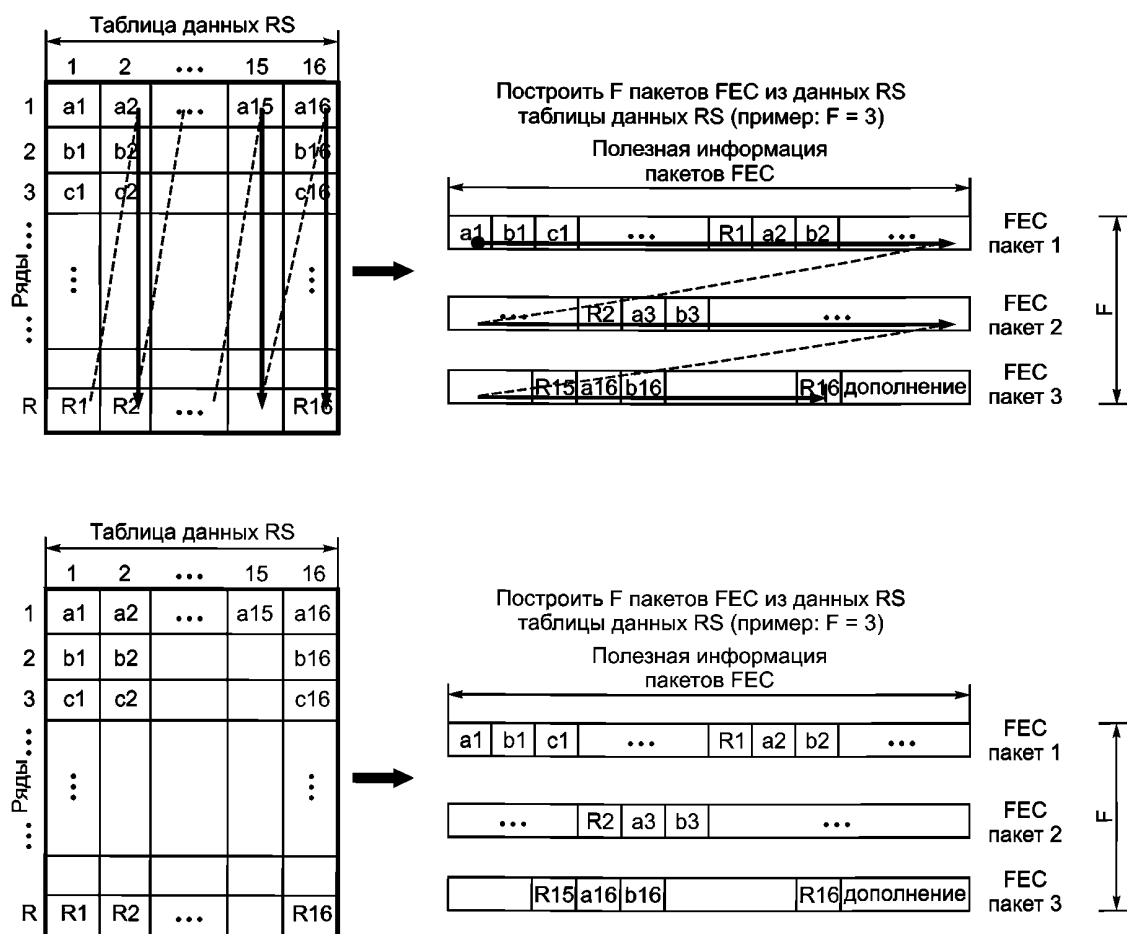 Таблица данных RS
1 2 ... 15 16
1 a1 a2 ... a15 a16
2 b1 b2 b16
3 c1 c2 c16
... Ряды ...
R R1 R2 ... R16
Построить F пакетов FEC из данных RS
таблицы данных RS (пример: F = 3)
Полезная информация
пакетов FEC
a1 b1 c1 ... R1 a2 b2 ...
FEC
пакет 1
... R2 a3 b3 ...
FEC
пакет 2
R15 a16 b16 R16 дополнение
FEC
пакет 3
F
Таблица данных RS
1 2 ... 15 16
1 a1 a2 ... a15 a16
2 b1 b2 b16
3 c1 c2 c16
... Ряды ...
R R1 R2 ... R16
Построить F пакетов FEC из данных RS
таблицы данных RS (пример: F = 3)
Полезная информация
пакетов FEC
a1 b1 c1 ... R1 a2 b2 ...
FEC
пакет 1
... R2 a3 b3 ...
FEC
пакет 2
R15 a16 b16 R16 дополнение
FEC
пакет 3
F